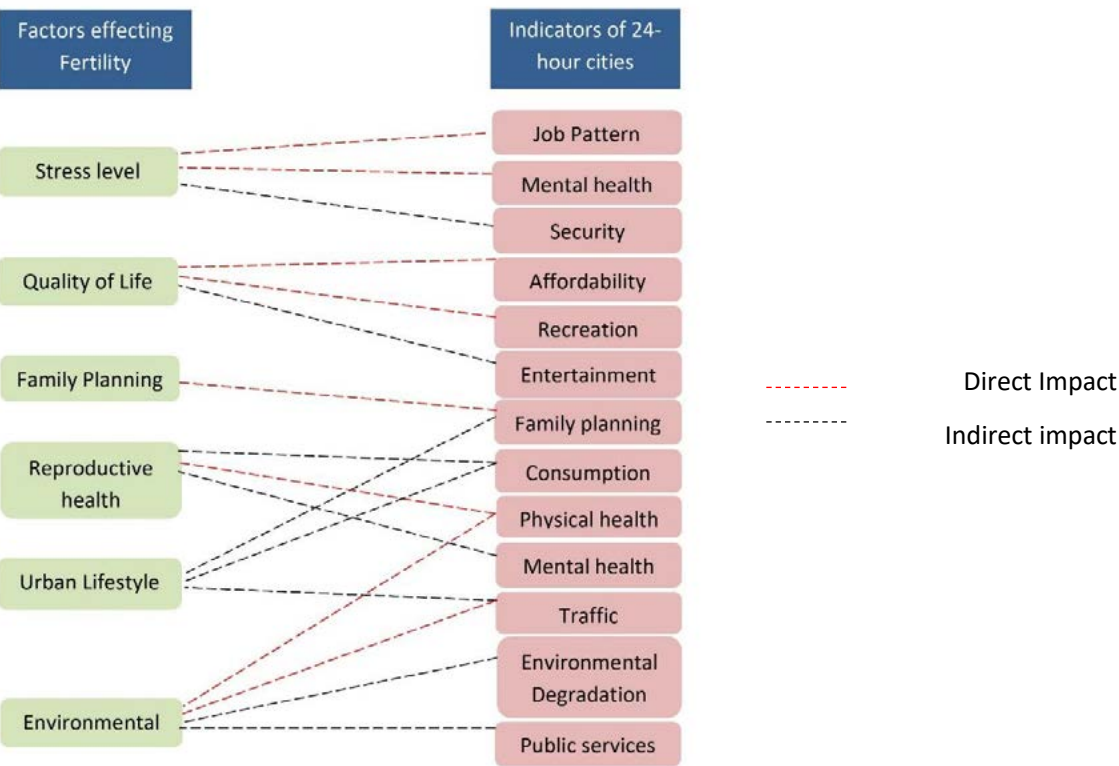 Factors effecting
Fertility
Indicators of 24-
hour cities
Stress level
Quality of Life
Family Planning
Reproductive
health
Urban Lifestyle
Environmental
Job Pattern
Mental health
Security
Affordability
Recreation
Entertainment
Family planning
Consumption
Physical health
Mental health
Traffic
Environmental
Degradation
Public services
Direct Impact
Indirect impact